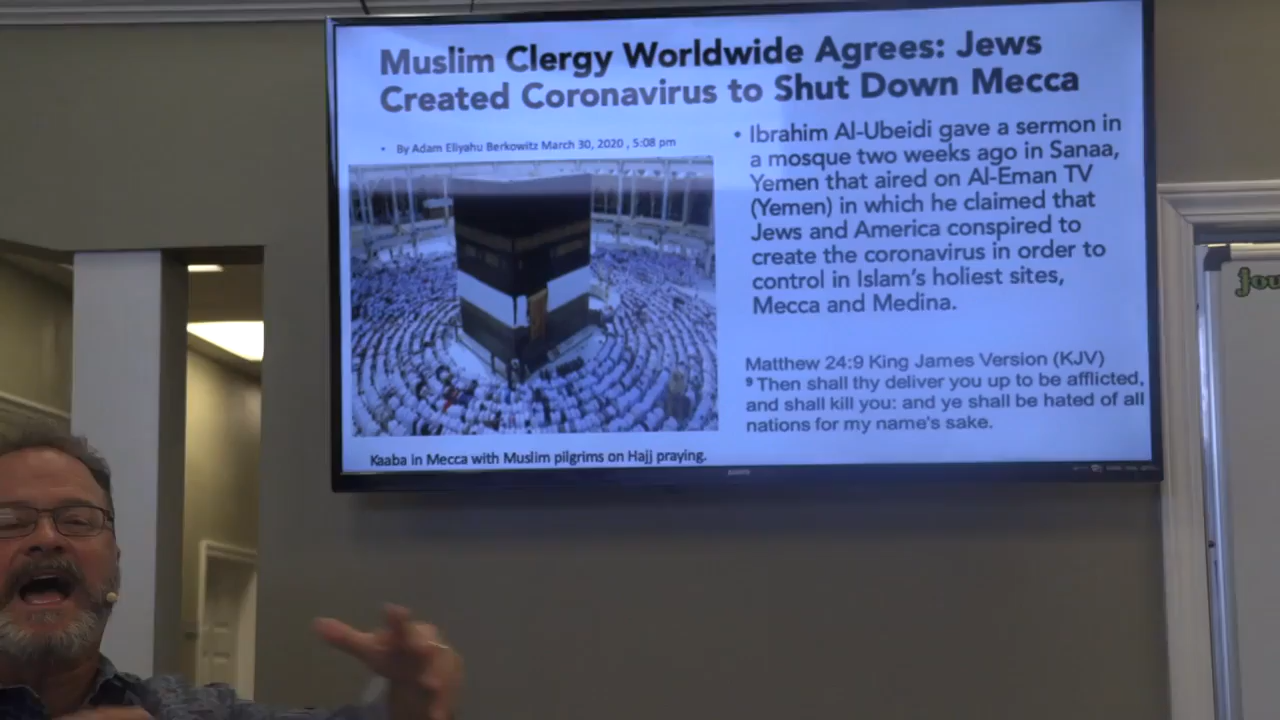 Muslim Clergy Worldwide Agrees: Jews
Created Coronavirus to Shut Down Mecca
• By Adam Eliyahu Berkowitz March 30, 2020 , 5:08 pm
• Ibrahim Al-Ubeidi gave a sermon in
a mosque two weeks ago in Sanaa,
Yemen that aired on Al-Eman TV
(Yemen) in which he claimed that
Jews and America conspired to
create the coronavirus in order to
control in Islam's holiest sites,
Mecca and Medina.
Matthew 24:9 King James Version (KJV)
9 Then shall thy deliver you up to be afflicted,
and shall kill you: and ye shall be hated of all
nations for my name's sake.
Kaaba in Mecca with Muslim pilgrims on Hajj praying.